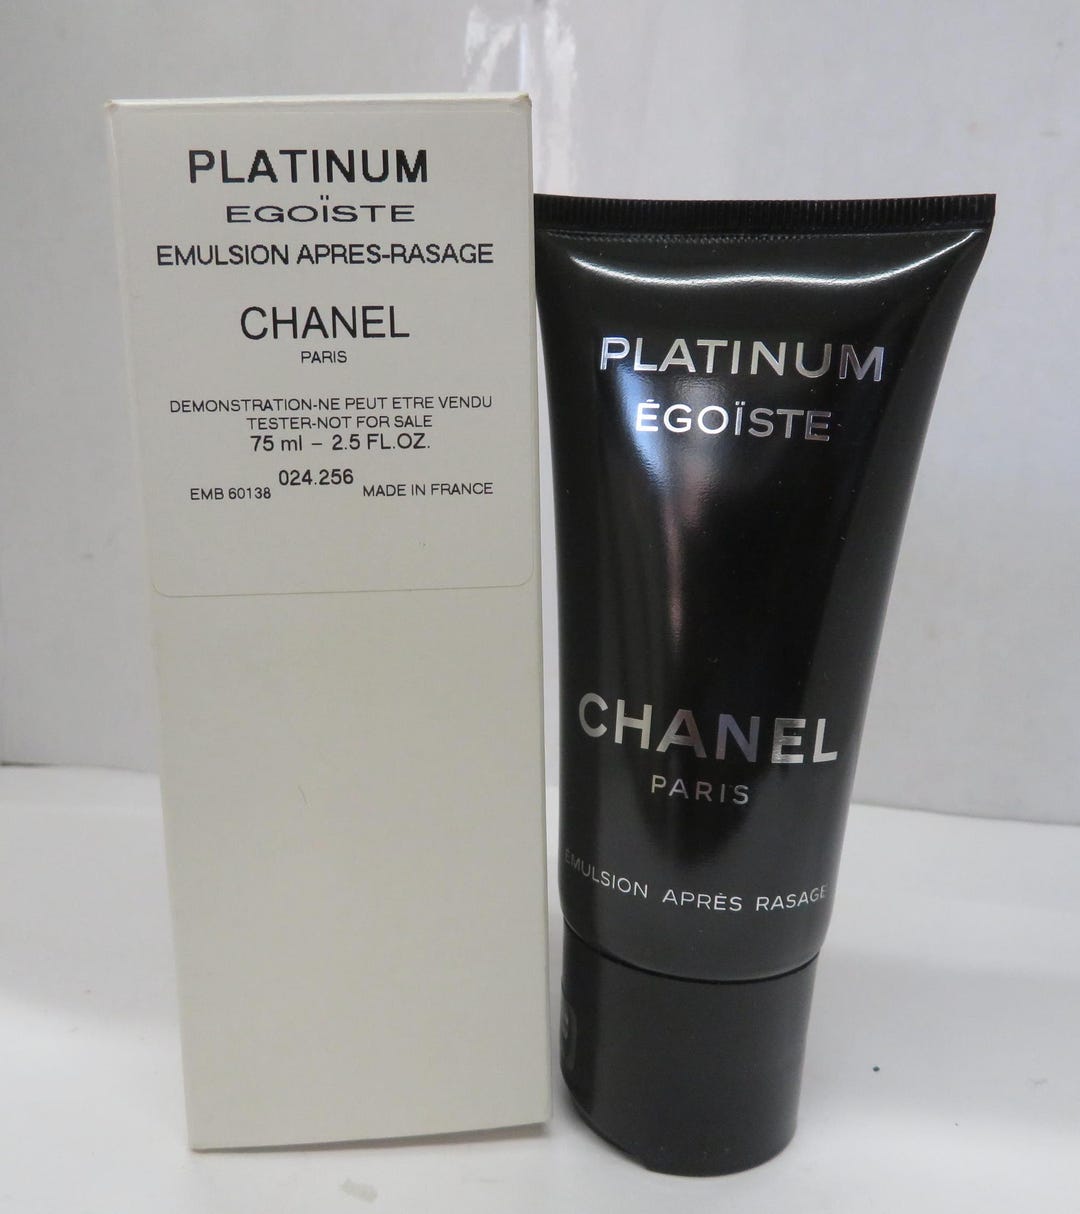 PLATINUM
EGOÏSTE
EMULSION APRES-RASAGE
CHANEL
PARIS
DEMONSTRATION-NE PEUT ETRE VENDU
TESTER-NOT FOR SALE
75 ml – 2.5 FL.OZ.
EMB 60138 024.256 MADE IN FRANCE
PLATINUM
ÉGOÏSTE
CHANEL
PARIS
ÉMULSION APRÈS RASAGE